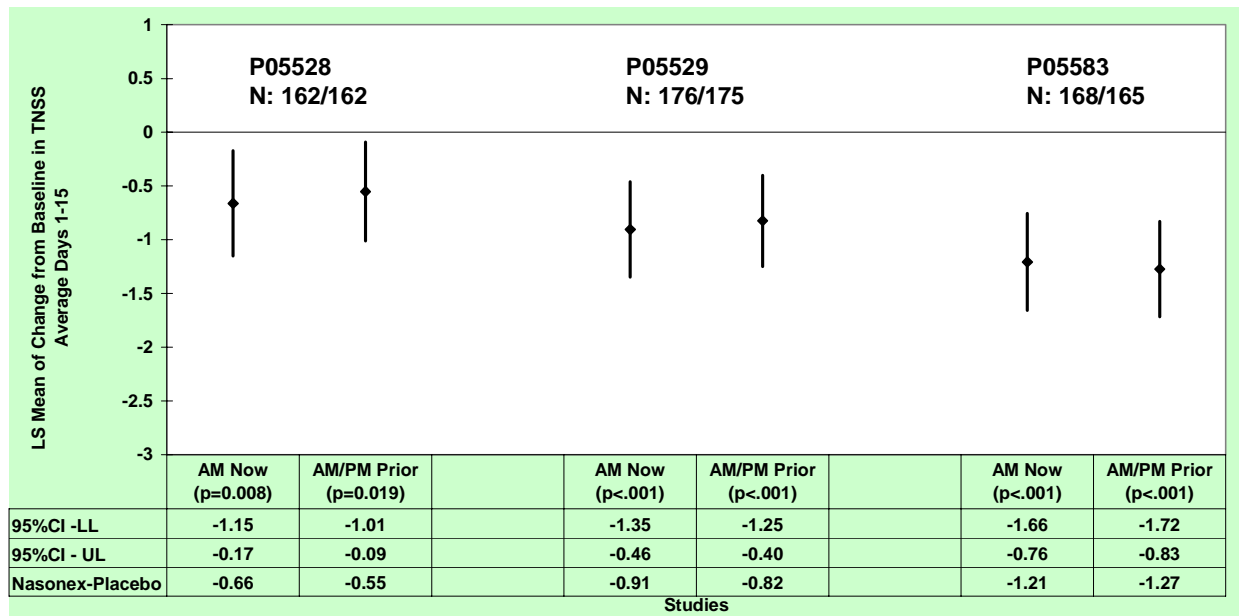 LS Mean of Change from Baseline in TNSS
Average Days 1-15
1
0.5
0
-0.5
-1
-1.5
-2
-2.5
-3
P05528
N: 162/162
P05529
N: 176/175
P05583
N: 168/165
AM Now (p=0.008) AM/PM Prior (p=0.019) AM Now (p<.001) AM/PM Prior (p<.001) AM Now (p<.001) AM/PM Prior (p<.001)
95%CI -LL -1.15 -1.01 -1.35 -1.25 -1.66 -1.72
95%CI - UL -0.17 -0.09 -0.46 -0.40 -0.76 -0.83
Nasonex-Placebo -0.66 -0.55 -0.91 -0.82 -1.21 -1.27
Studies